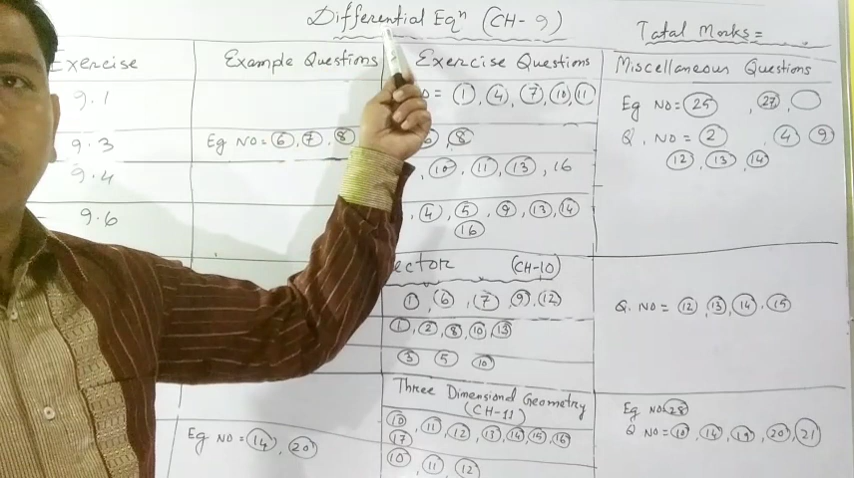 Differential Eqⁿ (CH-9)
Total Marks=
Exercise Example Questions Exercise Questions Miscellaneous Questions
9.1 = 1, 4, 7, 10, 11
Eg NO= 25, 27,
9.3 Eg NO= 6, 7, 8 , 8
Q. NO= 2, 4 9
12, 13, 14
9.4 , 10, 11, 13, 16
9.6 , 4, 5, 9, 13, 14
16
ector (CH-10)
1, 6, 7, 9, 12
Q. NO= 12, 13, 14, 15
1, 2, 8, 10, 13
3 5 10
Three Dimensional Geometry
(CH-11)
Eg NO= 28
10, 11, 12, 13, 14, 15, 16
17
Q NO= 10, 14, 19, 20, 21
Eg NO= 14, 20
10, 11, 12